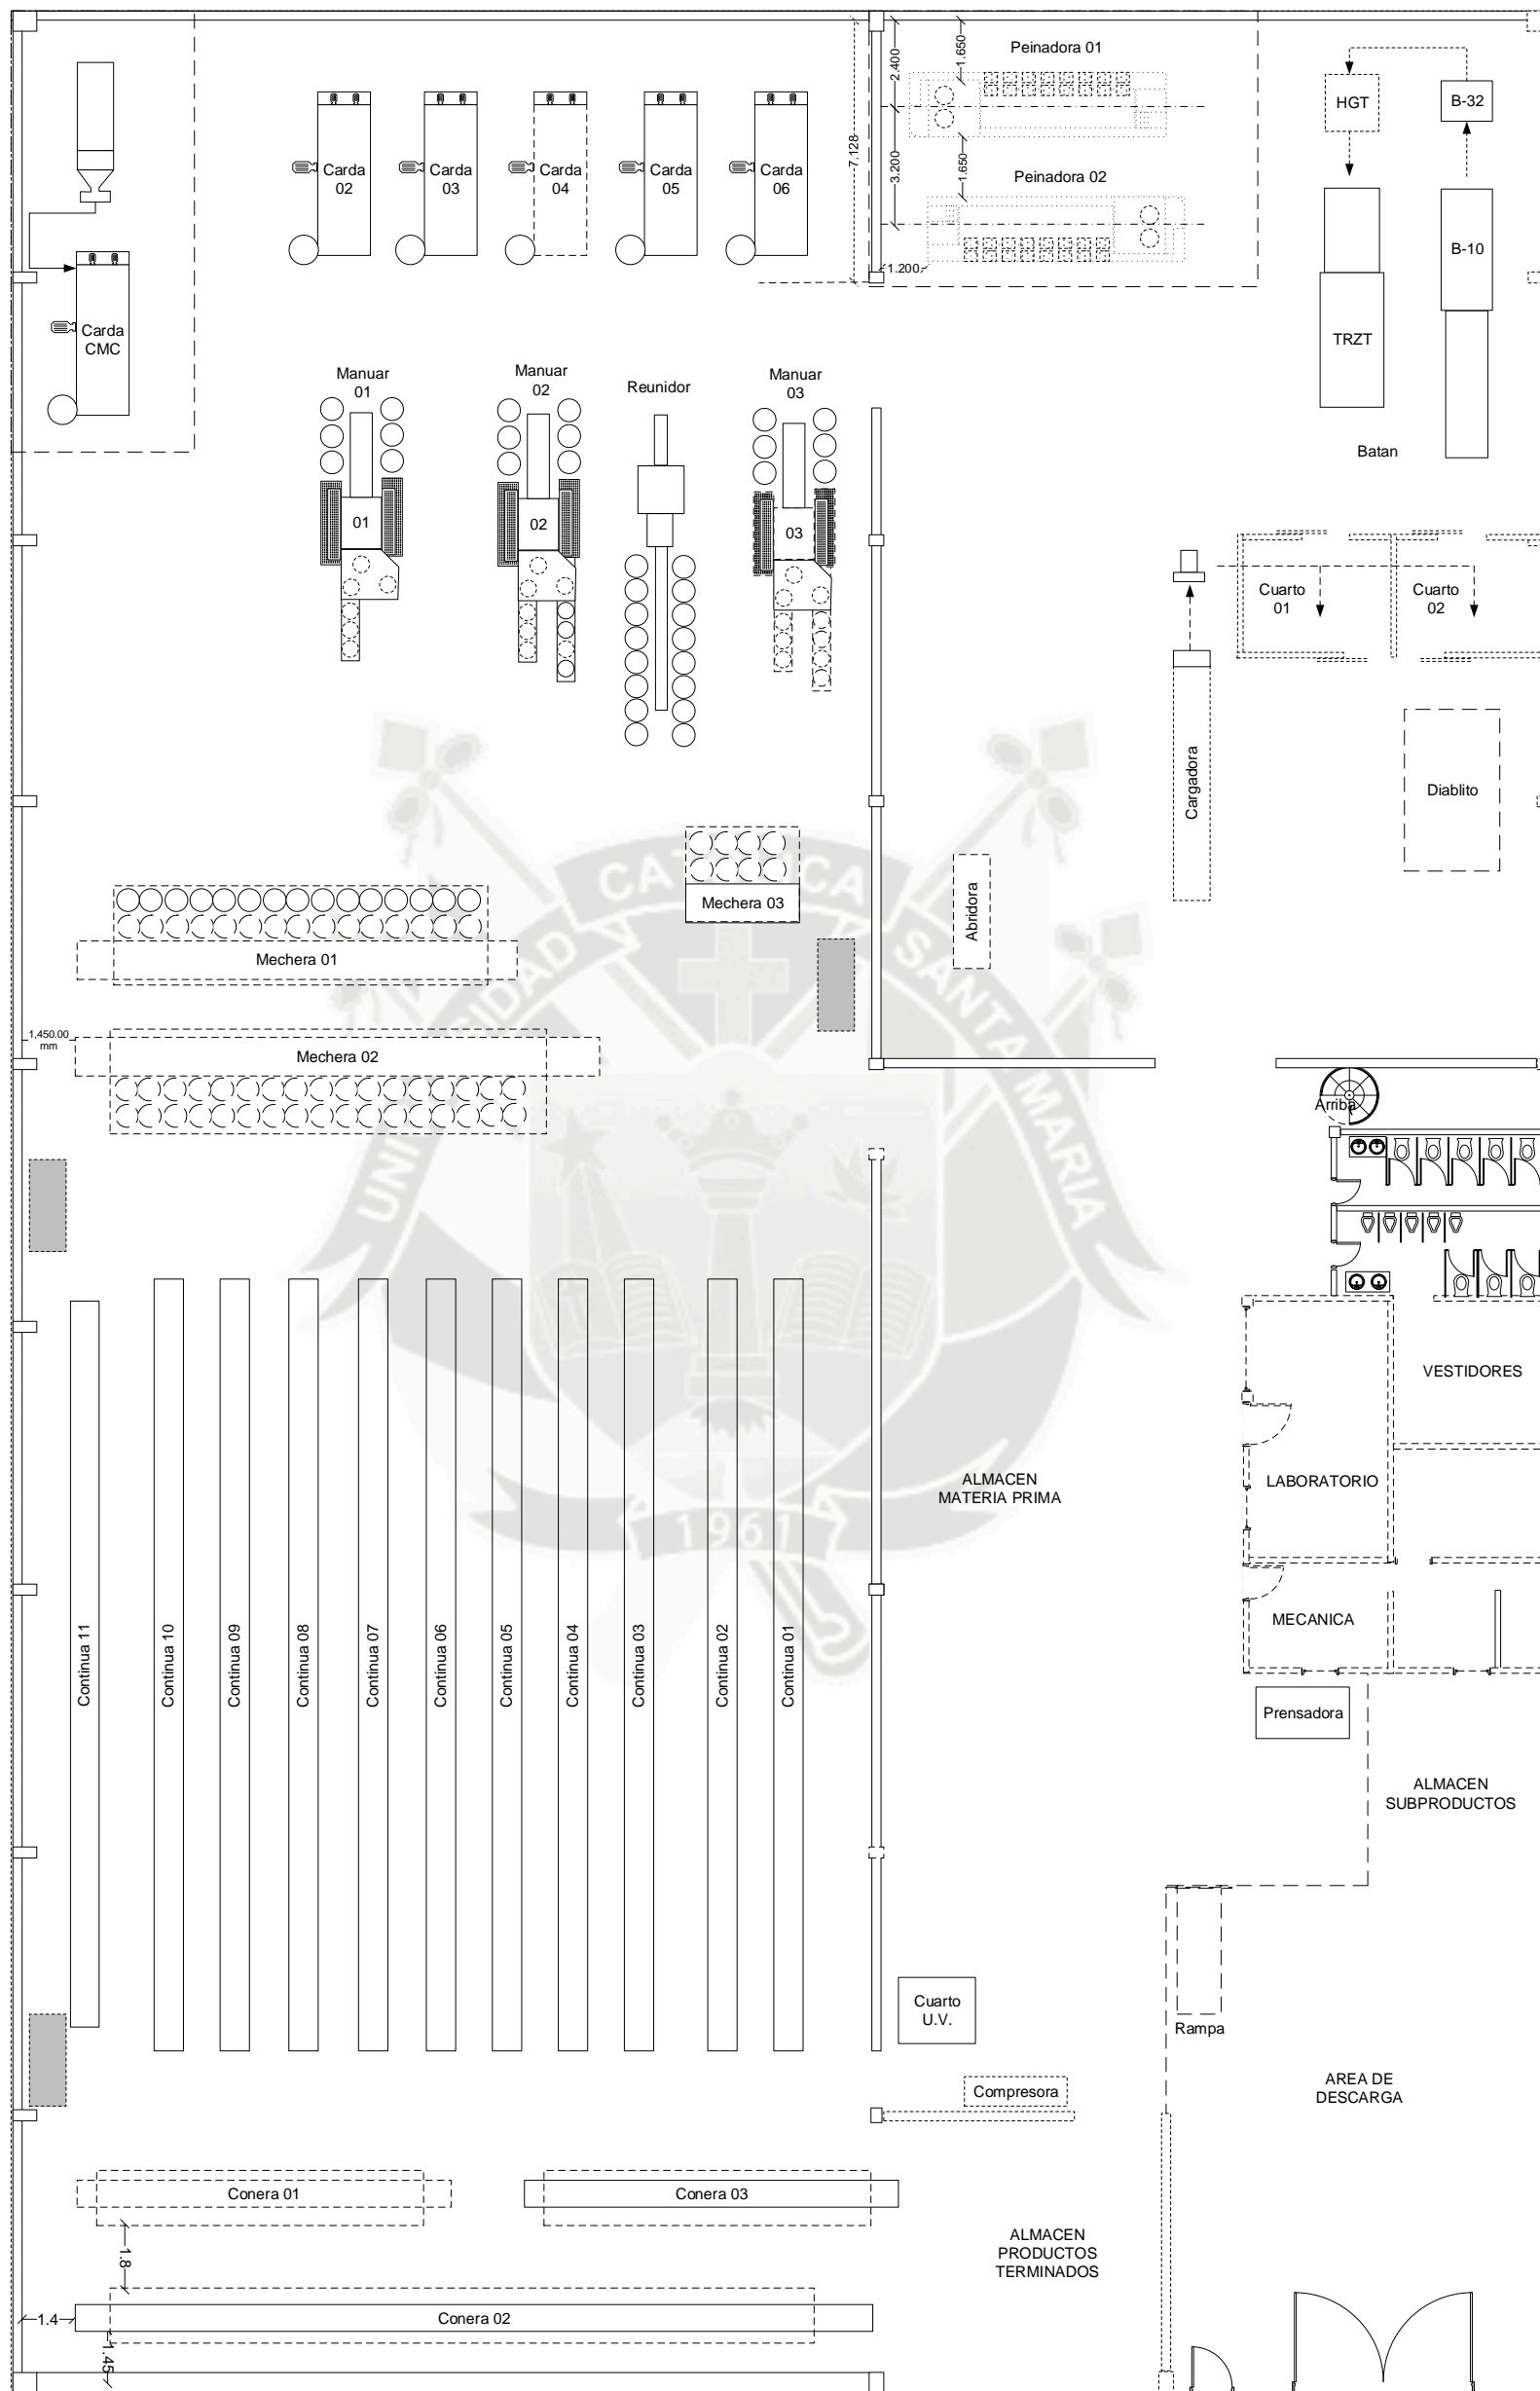 Peinadora 01
2.400
1.650
7.128
3.200
1.650
Peinadora 02
1.200
HGT
B-32
B-10
TRZT
Batan
Carda
02
Carda
03
Carda
04
Carda
05
Carda
06
Carda
CMC
Manuar
01
Manuar
02
Reunidor
Manuar
03
01
02
03
Cuarto
01
Cuarto
02
Cargadora
Diablito
Abridora
Mechera 03
Mechera 01
1,450.00
mm
Mechera 02
UNIVERSIDAD CATOLICA SANTA MARIA
1961
Arriba
VESTIDORES
LABORATORIO
MECANICA
ALMACEN
MATERIA PRIMA
Continua 11
Continua 10
Continua 09
Continua 08
Continua 07
Continua 06
Continua 05
Continua 04
Continua 03
Continua 02
Continua 01
Prensadora
ALMACEN
SUBPRODUCTOS
Rampa
Cuarto
U.V.
Compresora
AREA DE
DESCARGA
Conera 01
Conera 03
1.8
ALMACEN
PRODUCTOS
TERMINADOS
1.4
Conera 02
1.45